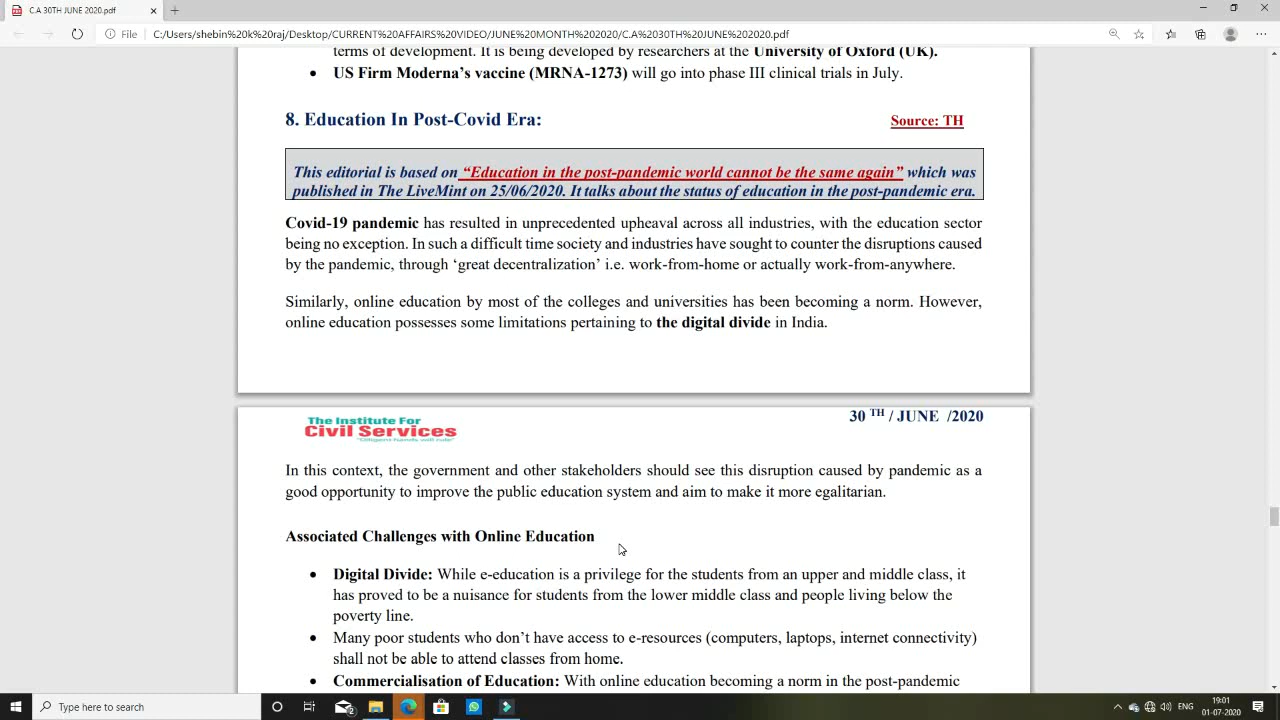 C.A 30TH JUNE 2020.pdf
File
C:/Users/shebin%20k%20raj/Desktop/CURRENT%20AFFAIRS%20VIDEO/JUNE%20MONTH%202020/C.A%2030TH%20JUNE%202020.pdf
terms of development. It is being developed by researchers at the University of Oxford (UK).
• US Firm Moderna’s vaccine (MRNA-1273) will go into phase III clinical trials in July.
8. Education In Post-Covid Era: Source: TH
This editorial is based on “Education in the post-pandemic world cannot be the same again” which was
published in The LiveMint on 25/06/2020. It talks about the status of education in the post-pandemic era.
Covid-19 pandemic has resulted in unprecedented upheaval across all industries, with the education sector
being no exception. In such a difficult time society and industries have sought to counter the disruptions caused
by the pandemic, through ‘great decentralization’ i.e. work-from-home or actually work-from-anywhere.
Similarly, online education by most of the colleges and universities has been becoming a norm. However,
online education possesses some limitations pertaining to the digital divide in India.
The Institute For
Civil Services
"Diligent hands will rule"
30 TH / JUNE /2020
In this context, the government and other stakeholders should see this disruption caused by pandemic as a
good opportunity to improve the public education system and aim to make it more egalitarian.
Associated Challenges with Online Education
• Digital Divide: While e-education is a privilege for the students from an upper and middle class, it
has proved to be a nuisance for students from the lower middle class and people living below the
poverty line.
• Many poor students who don’t have access to e-resources (computers, laptops, internet connectivity)
shall not be able to attend classes from home.
• Commercialisation of Education: With online education becoming a norm in the post-pandemic
Type here to search
19:01
01-07-2020